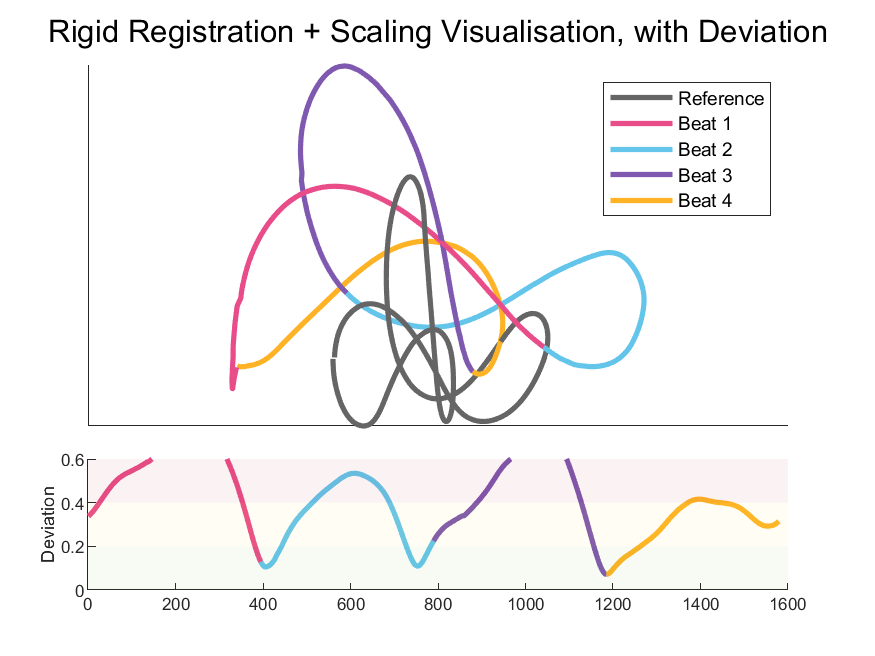 Rigid Registration + Scaling Visualisation, with Deviation
Reference
Beat 1
Beat 2
Beat 3
Beat 4
0.6
0.4
0.2
0
Deviation
0 200 400 600 800 1000 1200 1400 1600